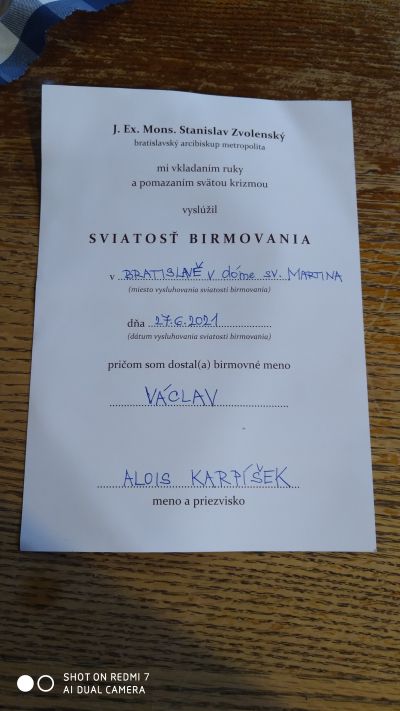 J. Ex. Mons. Stanislav Zvolenský
bratislavský arcibiskup metropolita
mi vkladaním ruky
a pomazaním svätou krizmou
vyslúžil
SVIATOSŤ BIRMOVANIA
v BRATISLAVĚ v dóme sv. MARTINA
(miesto vysluhovania sviatosti birmovania)
dňa 27.6.2021
(dátum vysluhovania sviatosti birmovania)
pričom som dostal(a) birmovné meno
VÁCLAV
ALOIS KARPÍŠEK
meno a priezvisko
SHOT ON REDMI 7
AI DUAL CAMERA